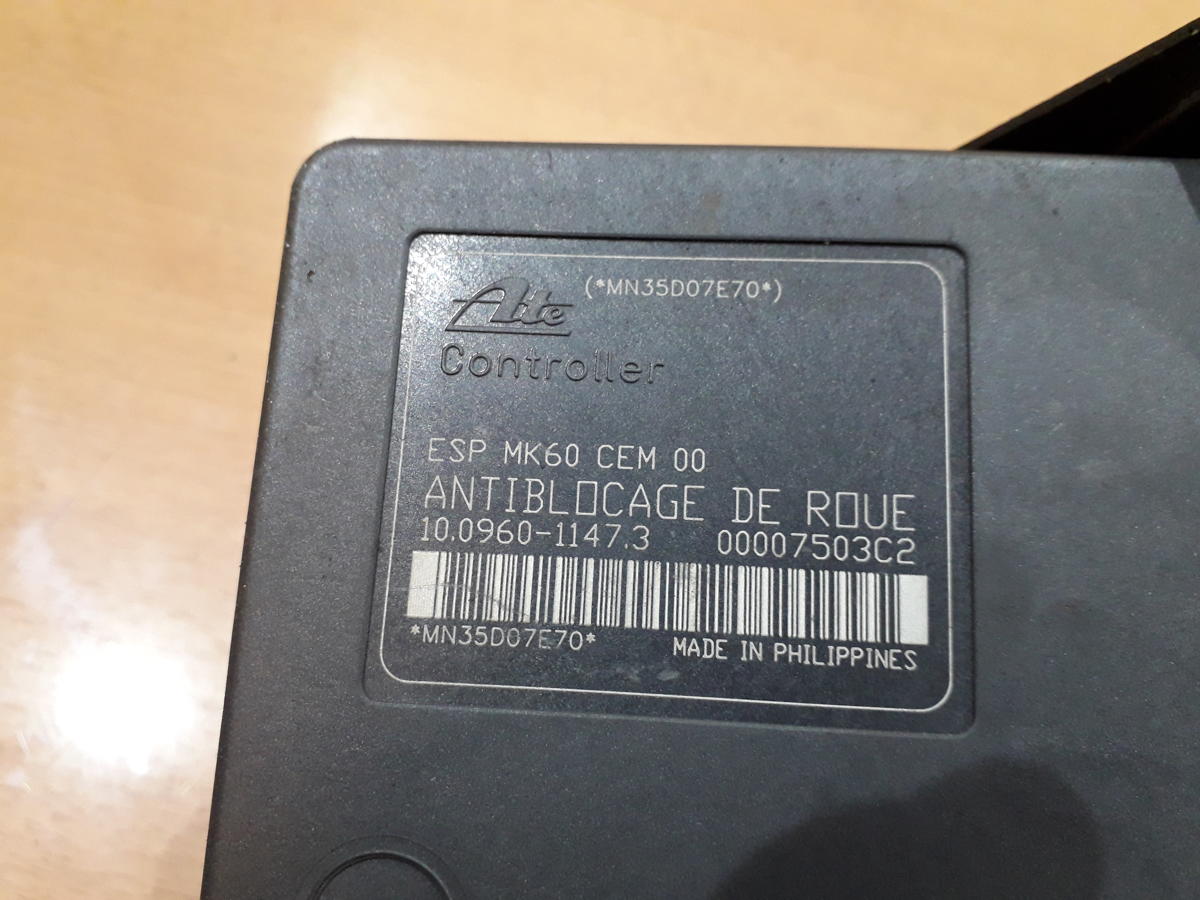 (*MN35D07E70*)
Ate
Controller
ESP MK60 CEM 00
ANTIBLOCAGE DE ROUE
10.0960-1147.3 00007503C2
*MN35D07E70*
MADE IN PHILIPPINES